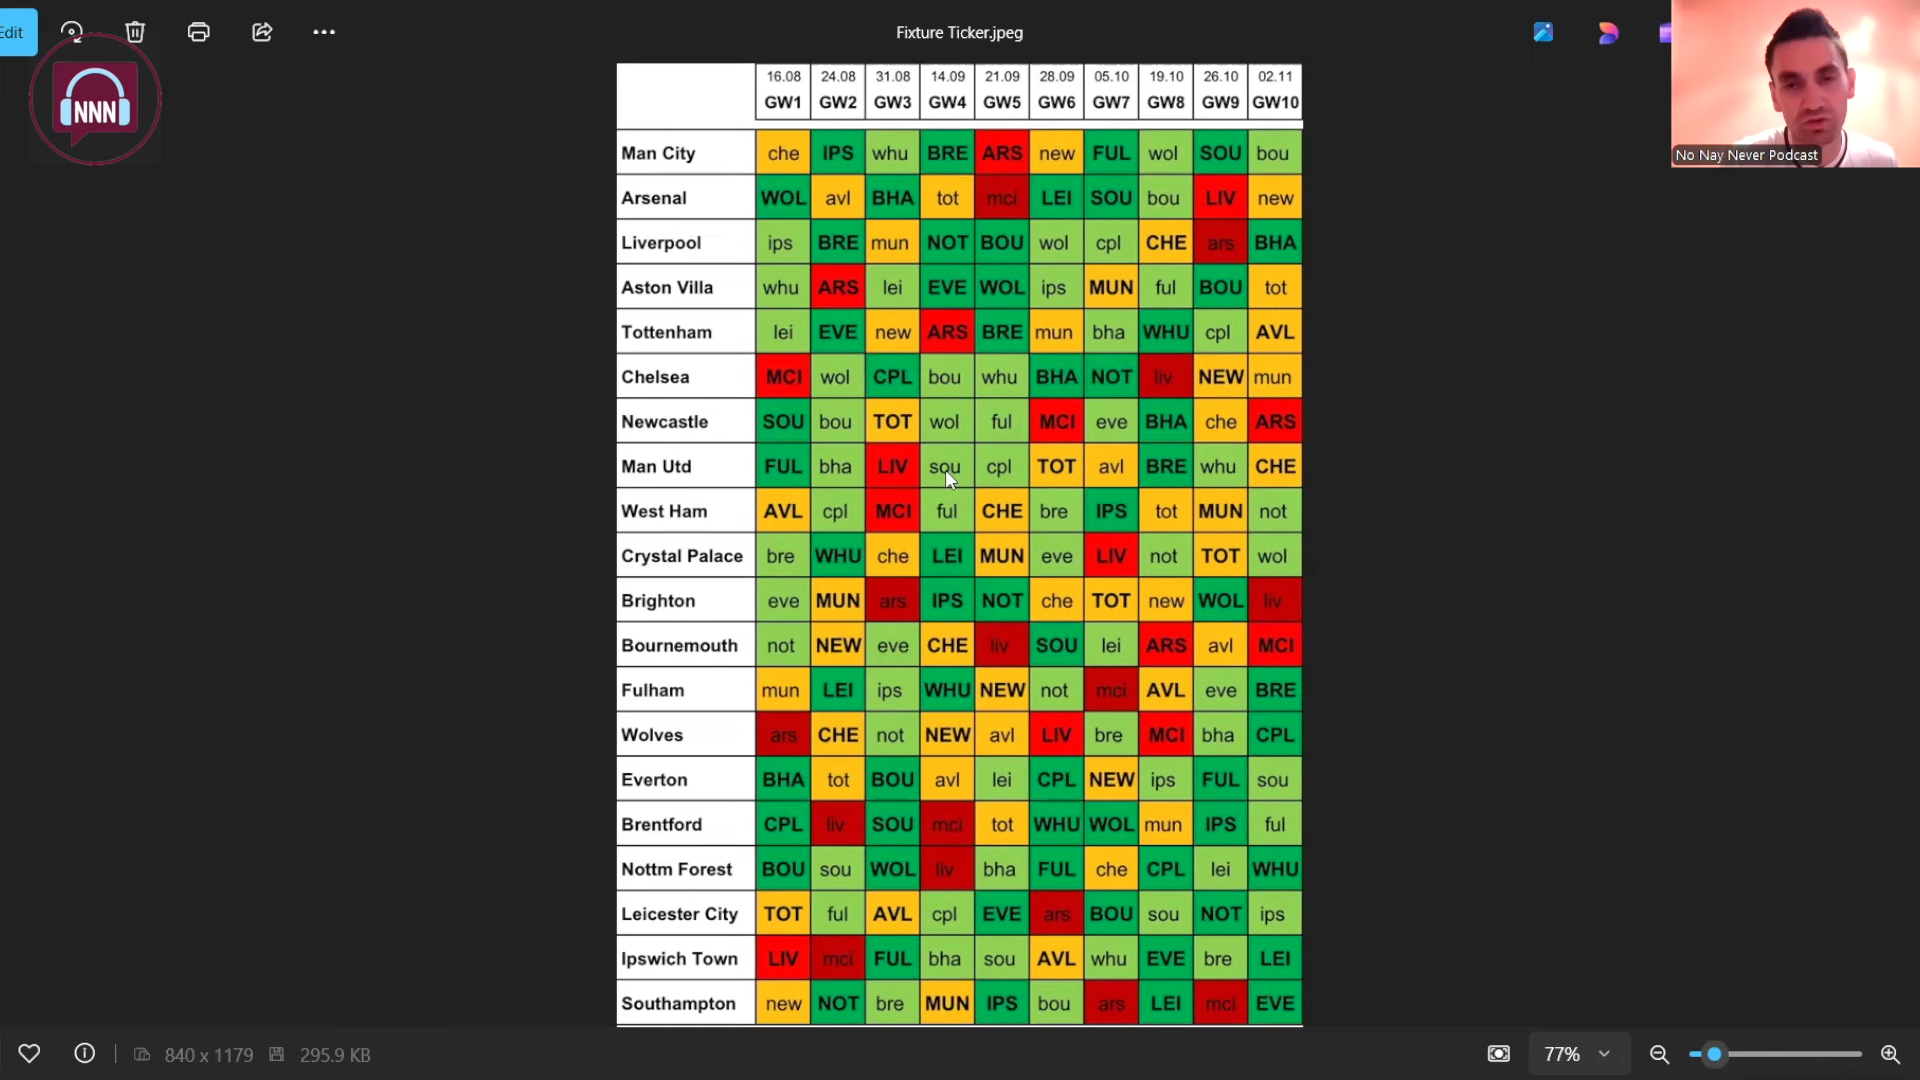 Edit
Fixture Ticker.jpeg
NNN
No Nay Never Podcast
16.08 24.08 31.08 14.09 21.09 28.09 05.10 19.10 26.10 02.11
GW1 GW2 GW3 GW4 GW5 GW6 GW7 GW8 GW9 GW10
Man City che IPS whu BRE ARS new FUL wol SOU bou
Arsenal WOL avl BHA tot mci LEI SOU bou LIV new
Liverpool ips BRE mun NOT BOU wol cpl CHE ars BHA
Aston Villa whu ARS lei EVE WOL ips MUN ful BOU tot
Tottenham lei EVE new ARS BRE mun bha WHU cpl AVL
Chelsea MCI wol CPL bou whu BHA NOT liv NEW mun
Newcastle SOU bou TOT wol ful MCI eve BHA che ARS
Man Utd FUL bha LIV sou cpl TOT avl BRE whu CHE
West Ham AVL cpl MCI ful CHE bre IPS tot MUN not
Crystal Palace bre WHU che LEI MUN eve LIV not TOT wol
Brighton eve MUN ars IPS NOT che TOT new WOL liv
Bournemouth not NEW eve CHE liv SOU lei ARS avl MCI
Fulham mun LEI ips WHU NEW not mci AVL eve BRE
Wolves ars CHE not NEW avl LIV bre MCI bha CPL
Everton BHA tot BOU avl lei CPL NEW ips FUL sou
Brentford CPL liv SOU mci tot WHU WOL mun IPS ful
Nottm Forest BOU sou WOL liv bha FUL che CPL lei WHU
Leicester City TOT ful AVL cpl EVE ars BOU sou NOT ips
Ipswich Town LIV mci FUL bha sou AVL whu EVE bre LEI
Southampton new NOT bre MUN IPS bou ars LEI mci EVE
840 x 1179 295.9 KB 77%